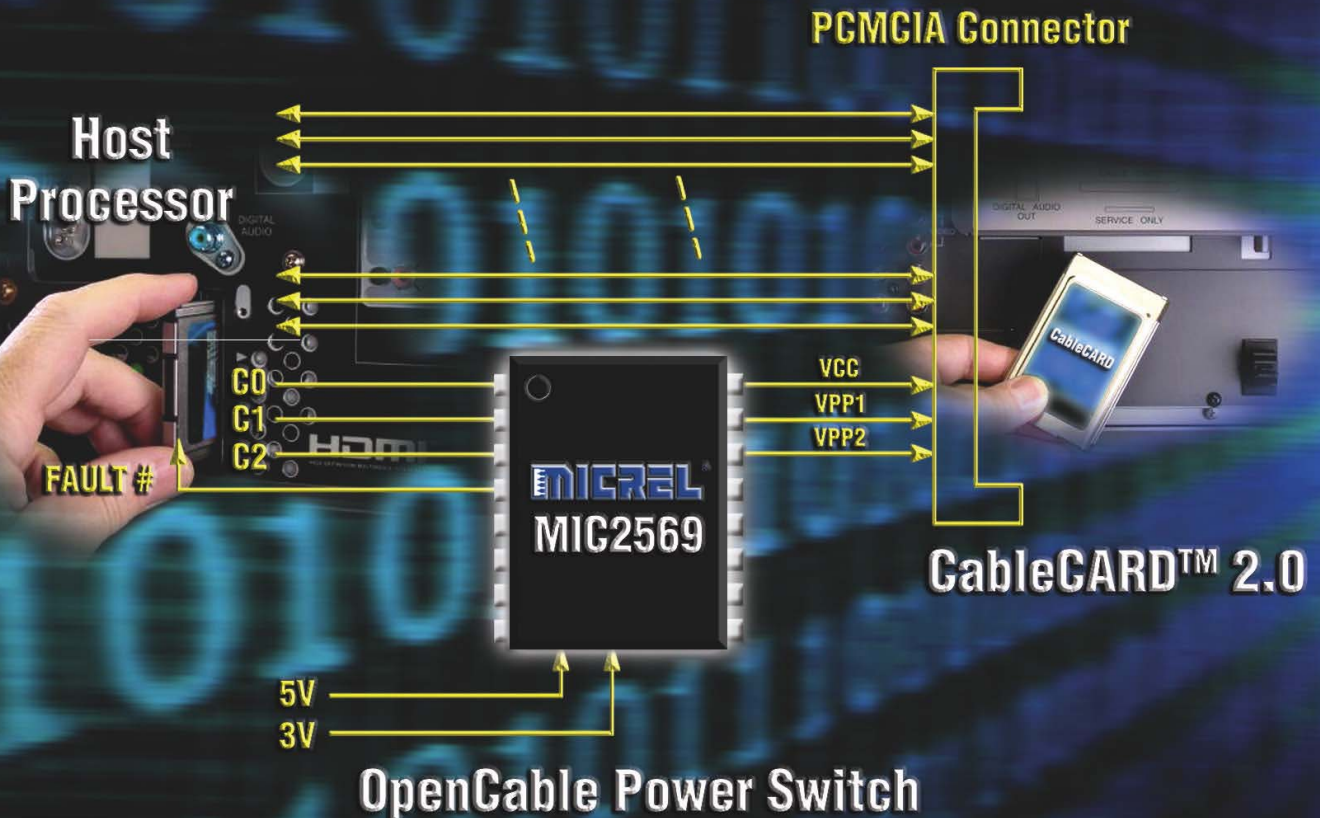 PCMCIA Connector
Host
Processor
DIGITAL
AUDIO
DIGITAL AUDIO
OUT
SERVICE ONLY
CableCARD
C0
C1
C2
HDMI
FAULT #
VCC
VPP1
VPP2
MICREL®
MIC2569
CableCARD™ 2.0
5V
3V
OpenCable Power Switch